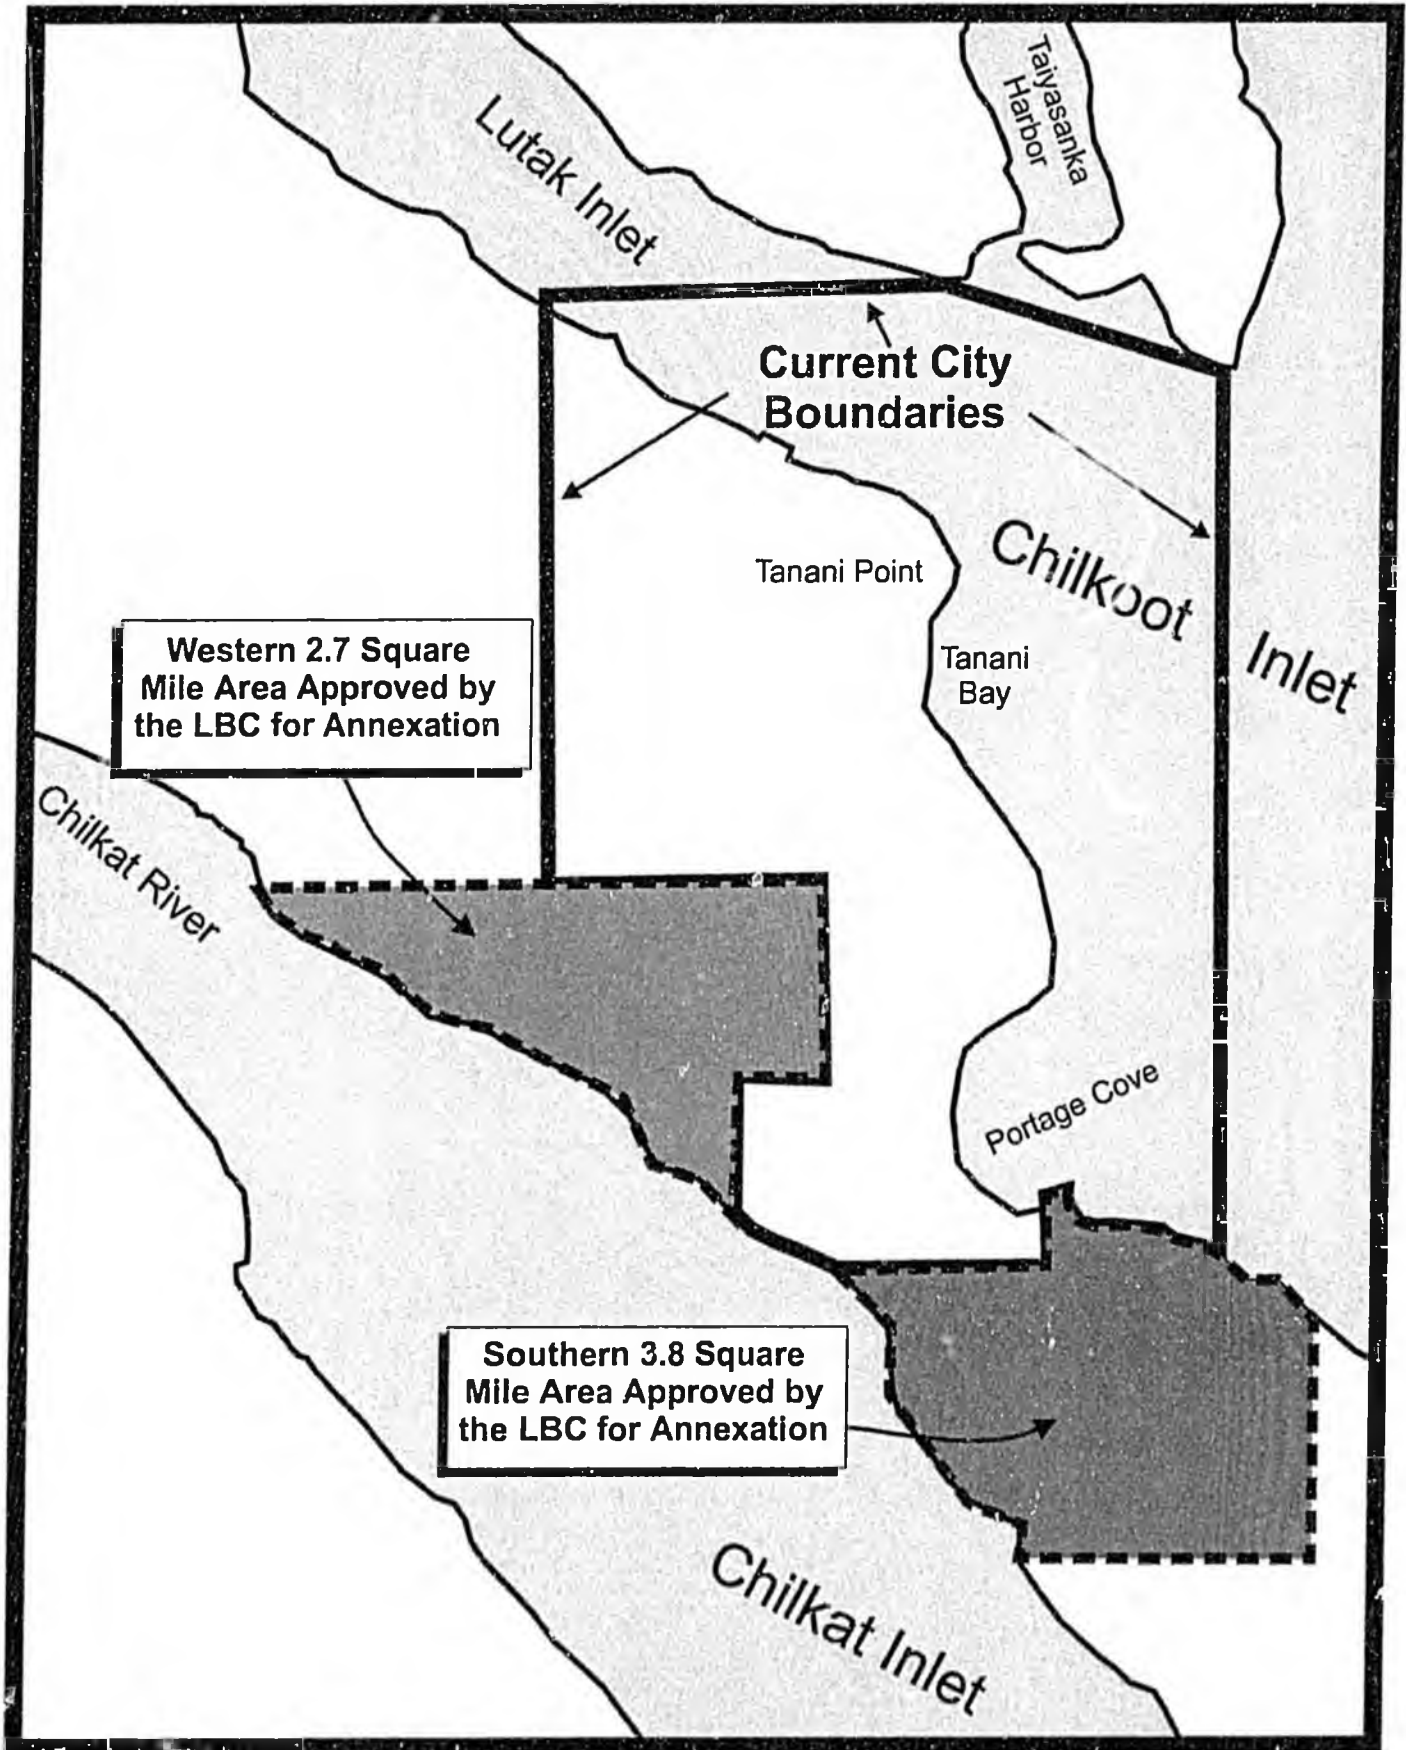 Taiyasanka
Harbor
Lutak Inlet
Current City
Boundaries
Chilkoot
Inlet
Tanani Point
Tanani
Bay
Western 2.7 Square
Mile Area Approved by
the LBC for Annexation
Chilkat River
Portage Cove
Southern 3.8 Square
Mile Area Approved by
the LBC for Annexation
Chilkat Inlet